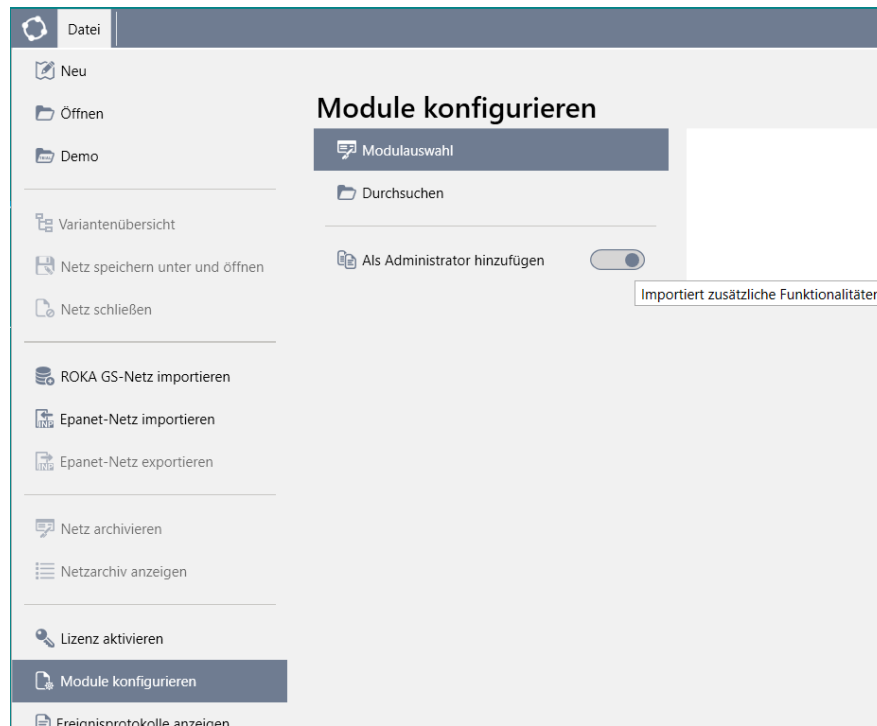 Datei
Neu
Öffnen
Demo
Variantenübersicht
Netz speichern unter und öffnen
Netz schließen
ROKA GS-Netz importieren
Epanet-Netz importieren
Epanet-Netz exportieren
Netz archivieren
Netzarchiv anzeigen
Lizenz aktivieren
Module konfigurieren
Ereignisprotokolle anzeigen
Module konfigurieren
Modulauswahl
Durchsuchen
Als Administrator hinzufügen
Importiert zusätzliche Funktionalitäten